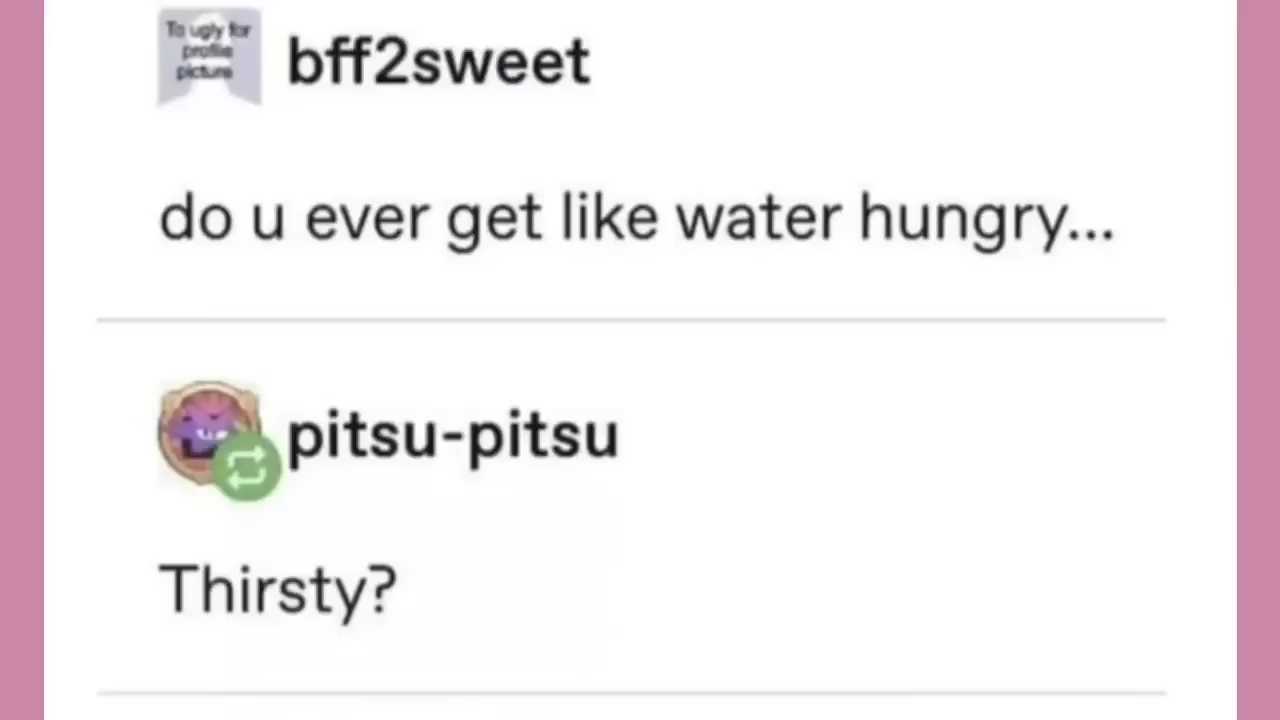 To ugly for
profile
picture
bff2sweet
do u ever get like water hungry...
pitsu-pitsu
Thirsty?